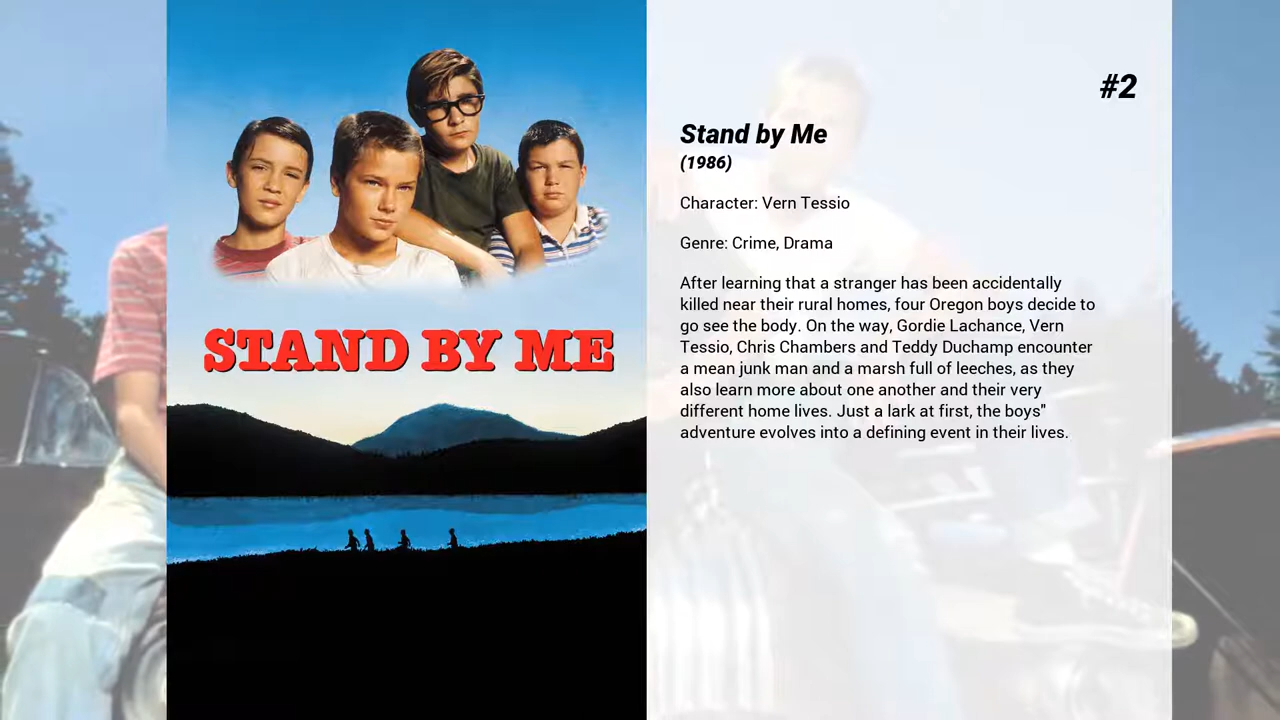 #2
Stand by Me
(1986)
Character: Vern Tessio
Genre: Crime, Drama
After learning that a stranger has been accidentally
killed near their rural homes, four Oregon boys decide to
go see the body. On the way, Gordie Lachance, Vern
Tessio, Chris Chambers and Teddy Duchamp encounter
a mean junk man and a marsh full of leeches, as they
also learn more about one another and their very
different home lives. Just a lark at first, the boys"
adventure evolves into a defining event in their lives.
STAND BY ME